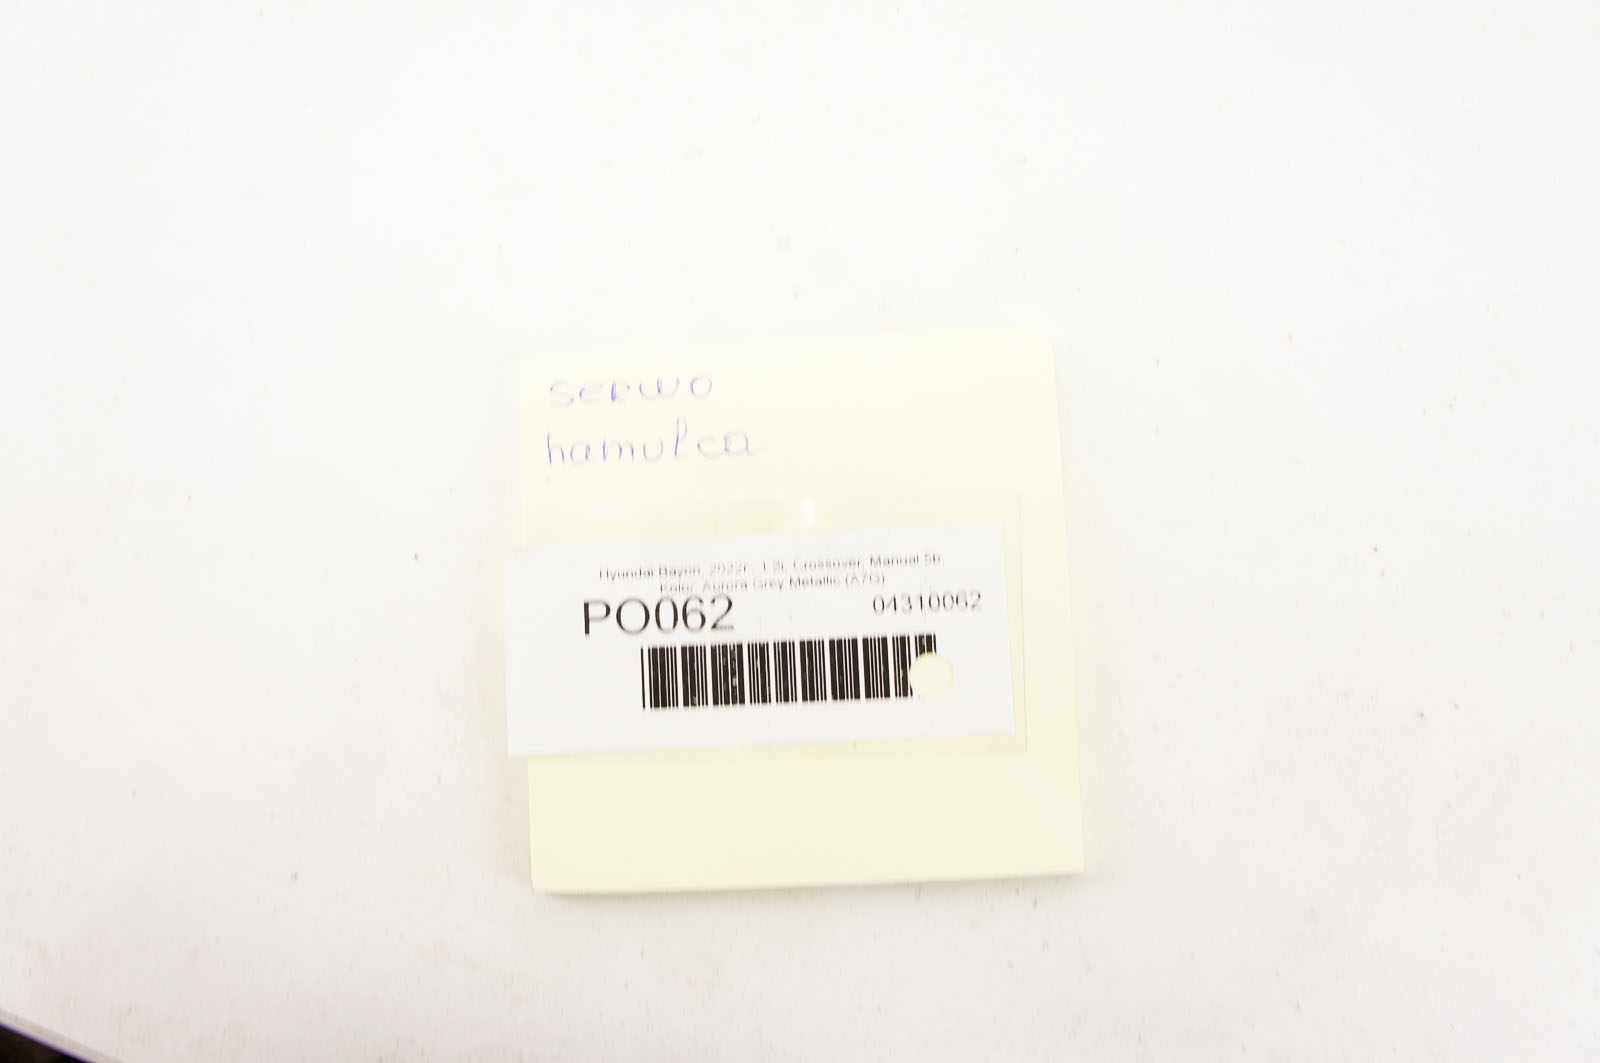 serwo
hamulca
Hyundai Bayon, 2022r., 1.2i, Crossover, Manual 5b,
Kolor: Aurora Grey Metallic (A7G)
PO062
04310062